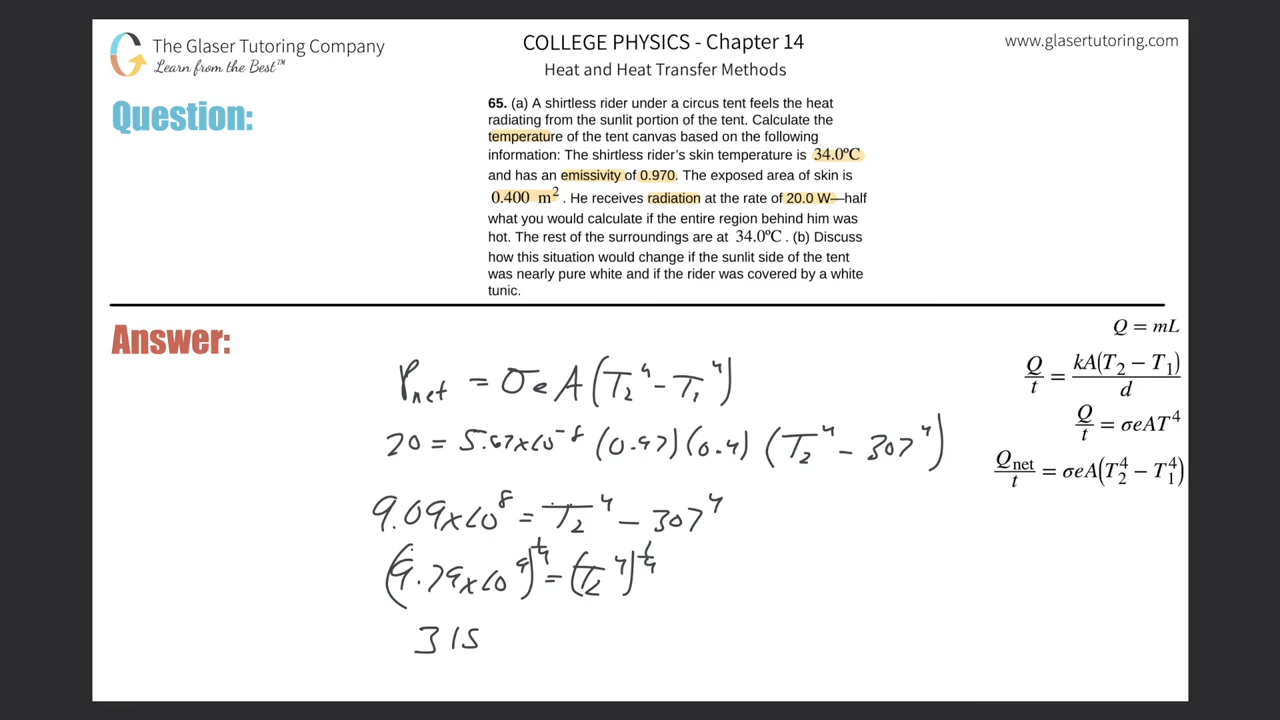 The Glaser Tutoring Company
Learn from the Best™
COLLEGE PHYSICS - Chapter 14
Heat and Heat Transfer Methods
www.glasertutoring.com
Question:
65. (a) A shirtless rider under a circus tent feels the heat
radiating from the sunlit portion of the tent. Calculate the
temperature of the tent canvas based on the following
information: The shirtless rider's skin temperature is 34.0ºC
and has an emissivity of 0.970. The exposed area of skin is
0.400 m². He receives radiation at the rate of 20.0 W—half
what you would calculate if the entire region behind him was
hot. The rest of the surroundings are at 34.0ºC. (b) Discuss
how this situation would change if the sunlit side of the tent
was nearly pure white and if the rider was covered by a white
tunic.
Answer:
P_net = σeA(T₂⁴ - T₁⁴)
20 = 5.67x10⁻⁸ (0.97)(0.4) (T₂⁴ - 307⁴)
9.09x10⁸ = T₂⁴ - 307⁴
(9.79x10⁹)^¼ = (T₂⁴)^¼
315
Q = mL
Q/t = kA(T₂ − T₁)/d
Q/t = σeAT⁴
Q_net/t = σeA(T₂⁴ − T₁⁴)